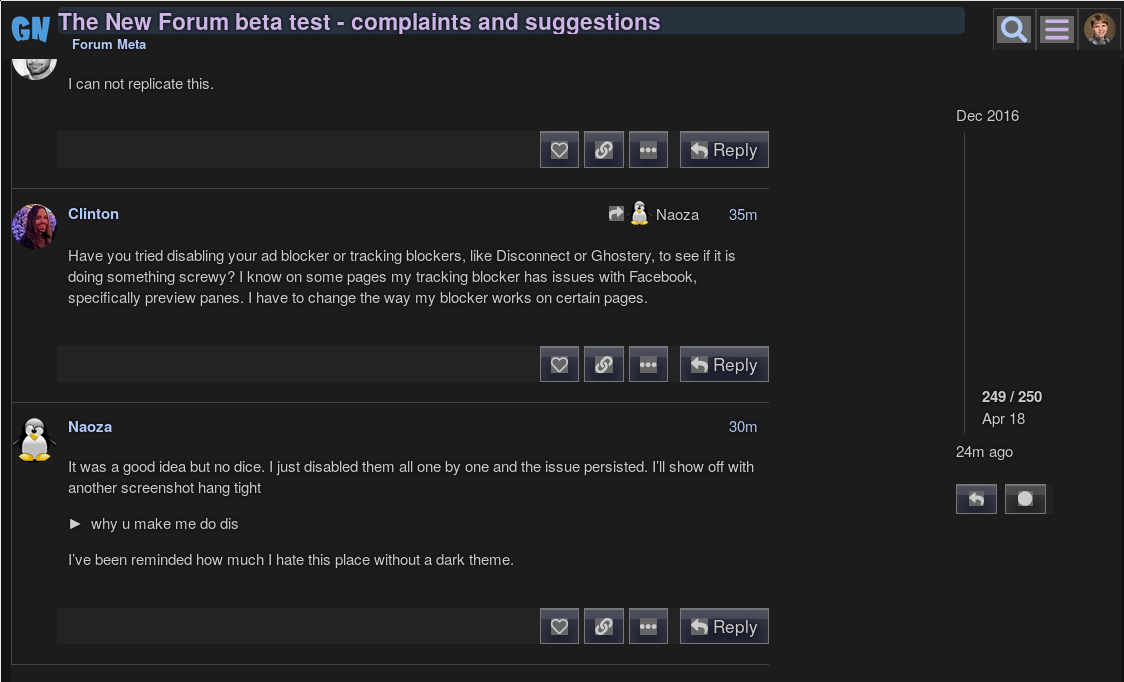 GN
The New Forum beta test - complaints and suggestions
Forum Meta
I can not replicate this.
Reply
Clinton
Naoza
35m
Have you tried disabling your ad blocker or tracking blockers, like Disconnect or Ghostery, to see if it is
doing something screwy? I know on some pages my tracking blocker has issues with Facebook,
specifically preview panes. I have to change the way my blocker works on certain pages.
Reply
Naoza
30m
It was a good idea but no dice. I just disabled them all one by one and the issue persisted. I’ll show off with
another screenshot hang tight
► why u make me do dis
I’ve been reminded how much I hate this place without a dark theme.
Reply
Dec 2016
249 / 250
Apr 18
24m ago